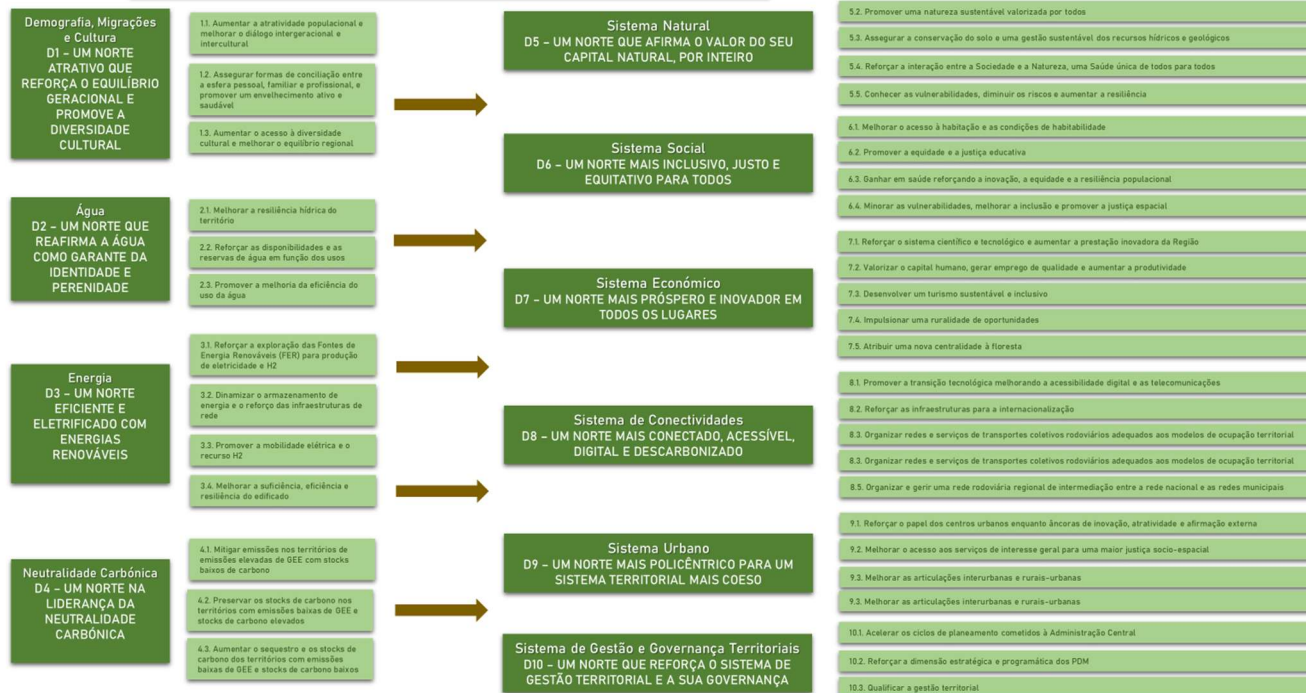 Demografia, Migrações
e Cultura
D1 – UM NORTE
ATRATIVO QUE
REFORÇA O EQUILÍBRIO
GERACIONAL E
PROMOVE A
DIVERSIDADE
CULTURAL
1.1. Aumentar a atratividade populacional e
melhorar o diálogo intergeracional e
intercultural
1.2. Assegurar formas de conciliação entre
a esfera pessoal, familiar e profissional, e
promover um envelhecimento ativo e
saudável
1.3. Aumentar o acesso à diversidade
cultural e melhorar o equilíbrio regional
Água
D2 – UM NORTE QUE
REAFIRMA A ÁGUA
COMO GARANTE DA
IDENTIDADE E
PERENIDADE
2.1. Melhorar a resiliência hídrica do
território
2.2. Reforçar as disponibilidades e as
reservas de água em função dos usos
2.3. Promover a melhoria da eficiência do
uso da água
Energia
D3 – UM NORTE
EFICIENTE E
ELETRIFICADO COM
ENERGIAS
RENOVÁVEIS
3.1. Reforçar a exploração das Fontes de
Energia Renováveis (FER) para produção
de eletricidade e H2
3.2. Dinamizar o armazenamento de
energia e o reforço das infraestruturas de
rede
3.3. Promover a mobilidade elétrica e o
recurso H2
3.4. Melhorar a suficiência, eficiência e
resiliência do edificado
Neutralidade Carbónica
D4 – UM NORTE NA
LIDERANÇA DA
NEUTRALIDADE
CARBÓNICA
4.1. Mitigar emissões nos territórios de
emissões elevadas de GEE com stocks
baixos de carbono
4.2. Preservar os stocks de carbono nos
territórios com emissões baixas de GEE e
stocks de carbono elevados
4.3. Aumentar o sequestro e os stocks de
carbono dos territórios com emissões
baixas de GEE e stocks de carbono baixos
Sistema Natural
D5 – UM NORTE QUE AFIRMA O VALOR DO SEU
CAPITAL NATURAL, POR INTEIRO
5.2. Promover uma natureza sustentável valorizada por todos
5.3. Assegurar a conservação do solo e uma gestão sustentável dos recursos hídricos e geológicos
5.4. Reforçar a interação entre a Sociedade e a Natureza, uma Saúde única de todos para todos
5.5. Conhecer as vulnerabilidades, diminuir os riscos e aumentar a resiliência
Sistema Social
D6 – UM NORTE MAIS INCLUSIVO, JUSTO E
EQUITATIVO PARA TODOS
6.1. Melhorar o acesso à habitação e as condições de habitabilidade
6.2. Promover a equidade e a justiça educativa
6.3. Ganhar em saúde reforçando a inovação, a equidade e a resiliência populacional
6.4. Minorar as vulnerabilidades, melhorar a inclusão e promover a justiça espacial
Sistema Económico
D7 – UM NORTE MAIS PRÓSPERO E INOVADOR EM
TODOS OS LUGARES
7.1. Reforçar o sistema científico e tecnológico e aumentar a prestação inovadora da Região
7.2. Valorizar o capital humano, gerar emprego de qualidade e aumentar a produtividade
7.3. Desenvolver um turismo sustentável e inclusivo
7.4. Impulsionar uma ruralidade de oportunidades
7.5. Atribuir uma nova centralidade à floresta
Sistema de Conectividades
D8 – UM NORTE MAIS CONECTADO, ACESSÍVEL,
DIGITAL E DESCARBONIZADO
8.1. Promover a transição tecnológica melhorando a acessibilidade digital e as telecomunicações
8.2. Reforçar as infraestruturas para a internacionalização
8.3. Organizar redes e serviços de transportes coletivos rodoviários adequados aos modelos de ocupação territorial
8.3. Organizar redes e serviços de transportes coletivos rodoviários adequados aos modelos de ocupação territorial
8.5. Organizar e gerir uma rede rodoviária regional de intermediação entre a rede nacional e as redes municipais
Sistema Urbano
D9 – UM NORTE MAIS POLICÊNTRICO PARA UM
SISTEMA TERRITORIAL MAIS COESO
9.1. Reforçar o papel dos centros urbanos enquanto âncoras de inovação, atratividade e afirmação externa
9.2. Melhorar o acesso aos serviços de interesse geral para uma maior justiça socio-espacial
9.3. Melhorar as articulações interurbanas e rurais-urbanas
9.3. Melhorar as articulações interurbanas e rurais-urbanas
Sistema de Gestão e Governança Territoriais
D10 – UM NORTE QUE REFORÇA O SISTEMA DE
GESTÃO TERRITORIAL E A SUA GOVERNANÇA
10.1. Acelerar os ciclos de planeamento cometidos à Administração Central
10.2. Reforçar a dimensão estratégica e programática dos PDM
10.3. Qualificar a gestão territorial